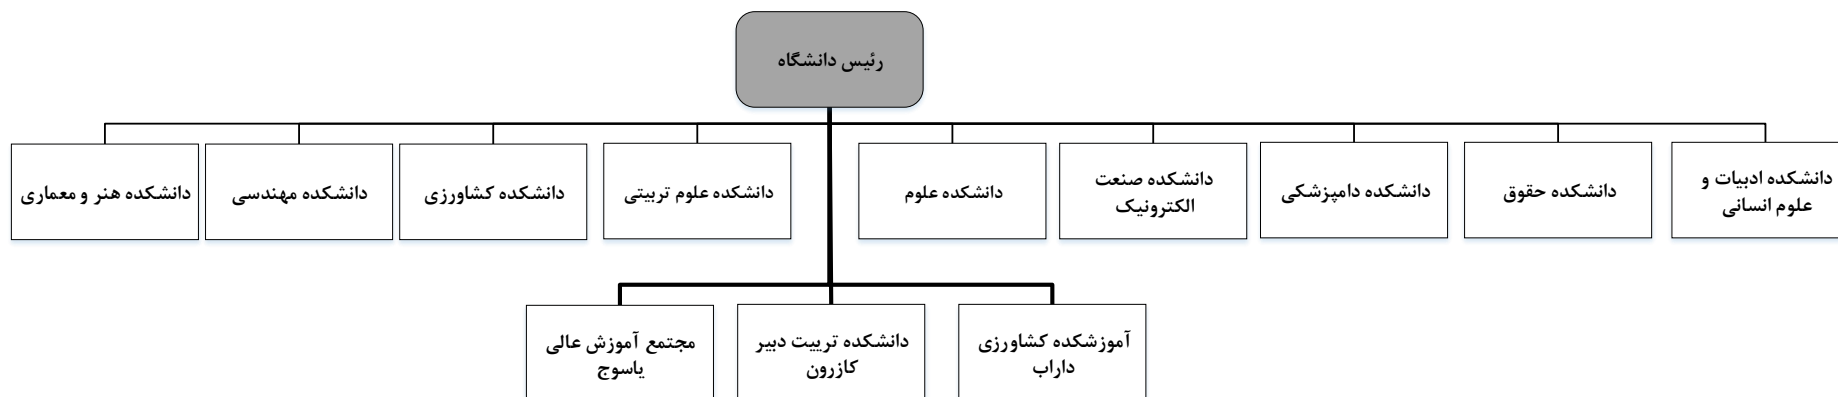 رئیس دانشگاه
دانشکده ادبیات و
علوم انسانی
دانشکده حقوق
دانشکده دامپزشکی
دانشکده صنعت
الکترونیک
دانشکده علوم
دانشکده علوم تربیتی
دانشکده کشاورزی
دانشکده مهندسی
دانشکده هنر و معماری
آموزشکده کشاورزی
داراب
دانشکده تربیت دبیر
کازرون
مجتمع آموزش عالی
یاسوج